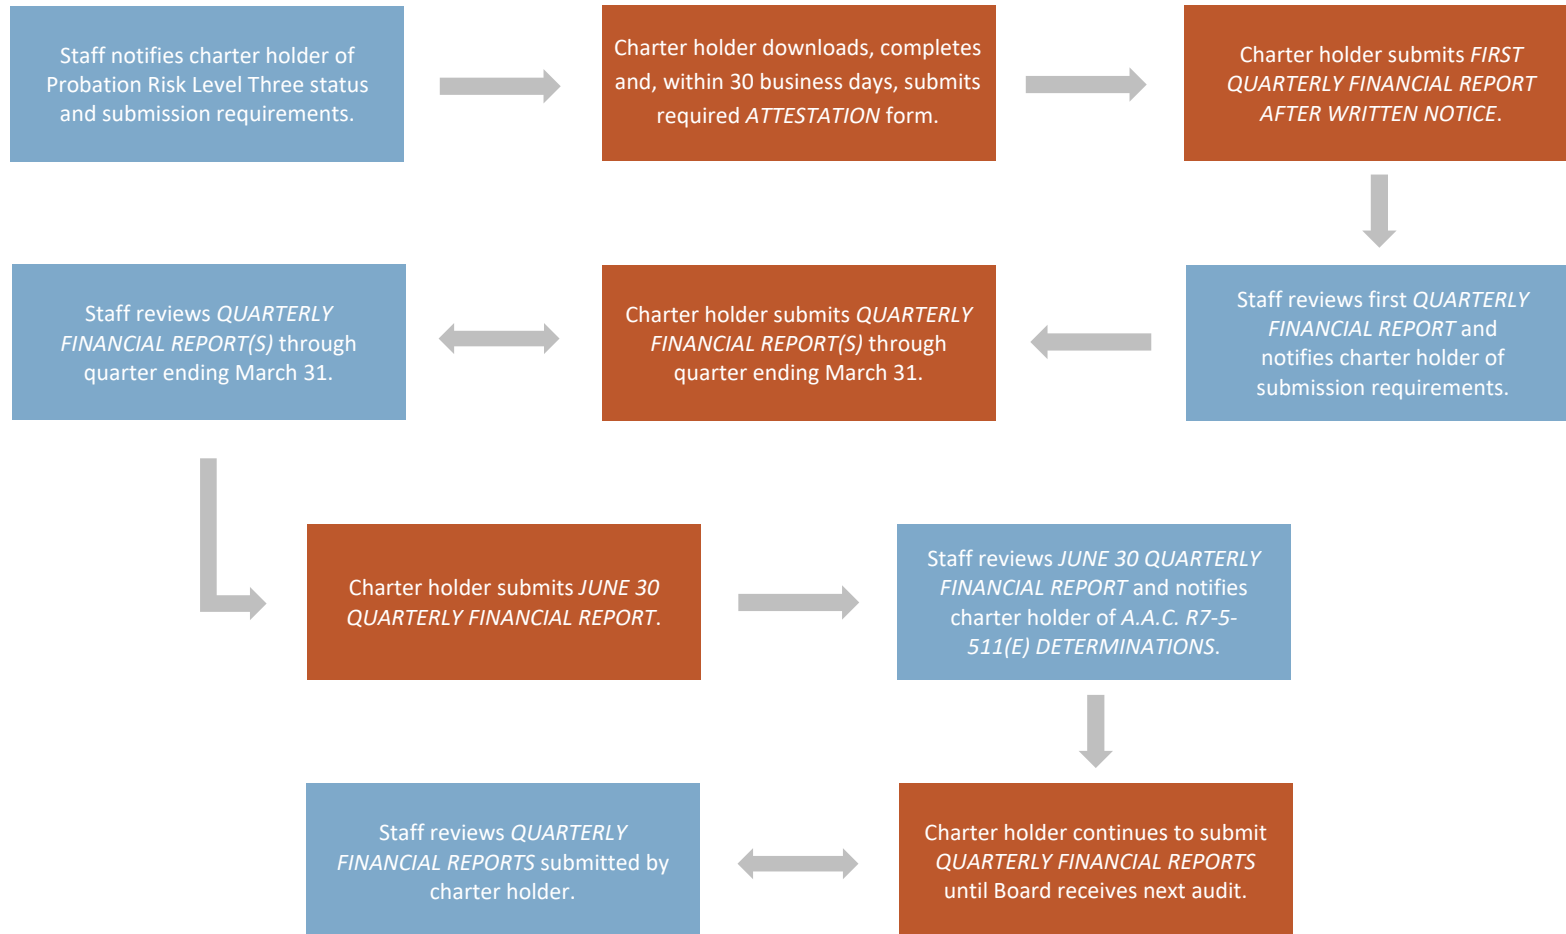 Staff notifies charter holder of
Probation Risk Level Three status
and submission requirements.
Charter holder downloads, completes
and, within 30 business days, submits
required ATTESTATION form.
Charter holder submits FIRST
QUARTERLY FINANCIAL REPORT
AFTER WRITTEN NOTICE.
Staff reviews first QUARTERLY
FINANCIAL REPORT and
notifies charter holder of
submission requirements.
Charter holder submits QUARTERLY
FINANCIAL REPORT(S) through
quarter ending March 31.
Staff reviews QUARTERLY
FINANCIAL REPORT(S) through
quarter ending March 31.
Charter holder submits JUNE 30
QUARTERLY FINANCIAL REPORT.
Staff reviews JUNE 30 QUARTERLY
FINANCIAL REPORT and notifies
charter holder of A.A.C. R7-5-
511(E) DETERMINATIONS.
Charter holder continues to submit
QUARTERLY FINANCIAL REPORTS
until Board receives next audit.
Staff reviews QUARTERLY
FINANCIAL REPORTS submitted by
charter holder.